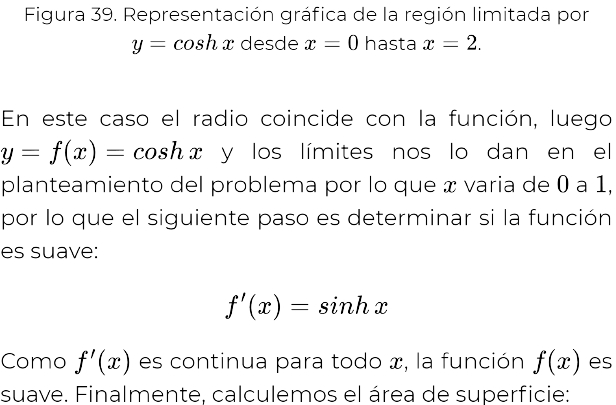 Figura 39. Representación gráfica de la región limitada por
y = cosh x desde x = 0 hasta x = 2.
En este caso el radio coincide con la función, luego
y = f(x) = cosh x y los límites nos lo dan en el
planteamiento del problema por lo que x varia de 0 a 1,
por lo que el siguiente paso es determinar si la función
es suave:
f′(x) = sinh x
Como f′(x) es continua para todo x, la función f(x) es
suave. Finalmente, calculemos el área de superficie: